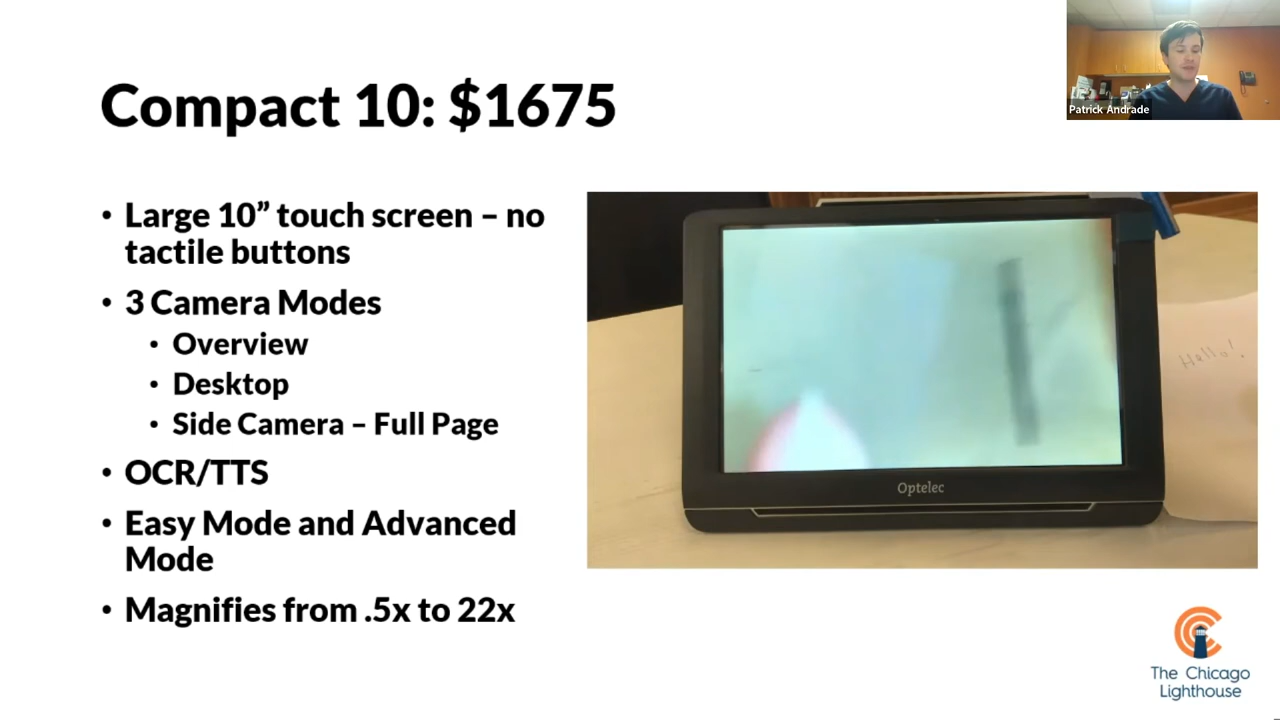 Compact 10: $1675
Patrick Andrade
• Large 10” touch screen – no
tactile buttons
• 3 Camera Modes
• Overview
• Desktop
• Side Camera – Full Page
• OCR/TTS
• Easy Mode and Advanced
Mode
• Magnifies from .5x to 22x
Hello!
Optelec
The Chicago
Lighthouse